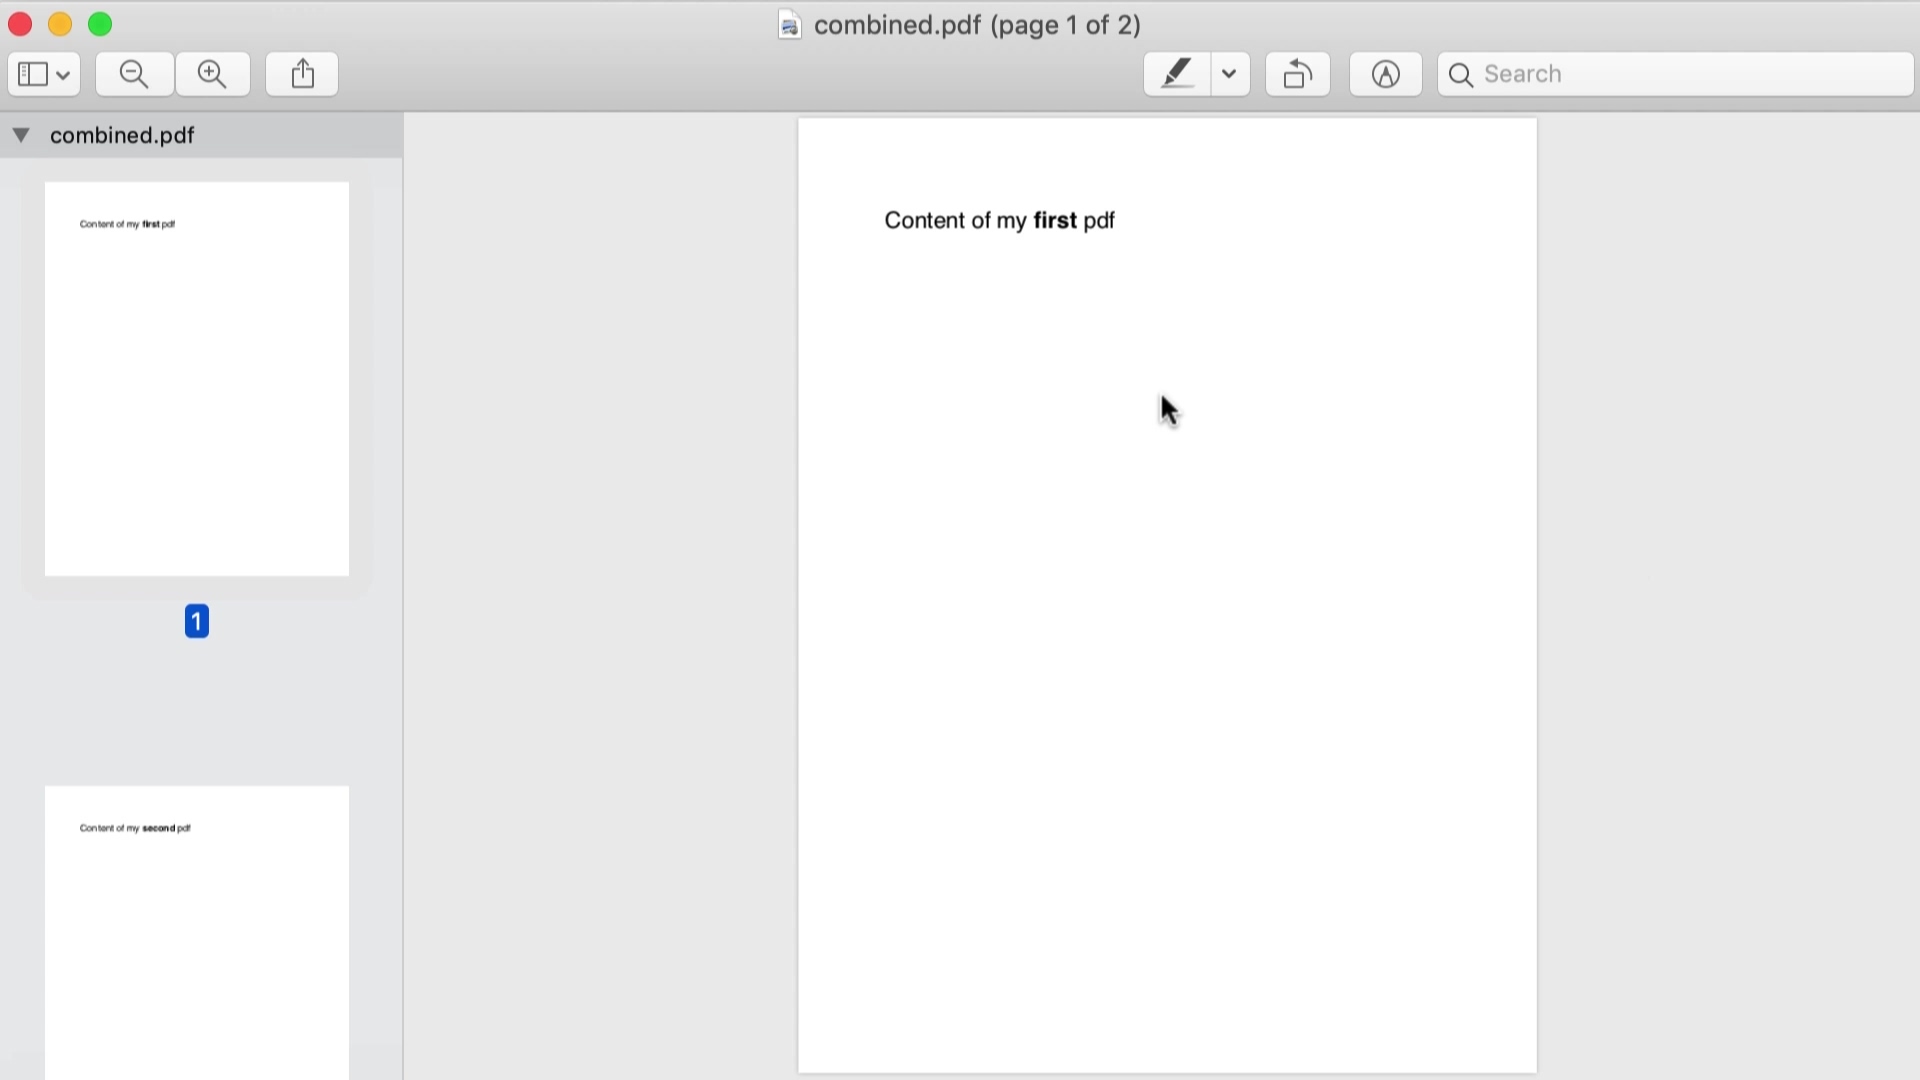 combined.pdf (page 1 of 2)
Search
combined.pdf
Content of my first pdf
1
Content of my second pdf
Content of my first pdf